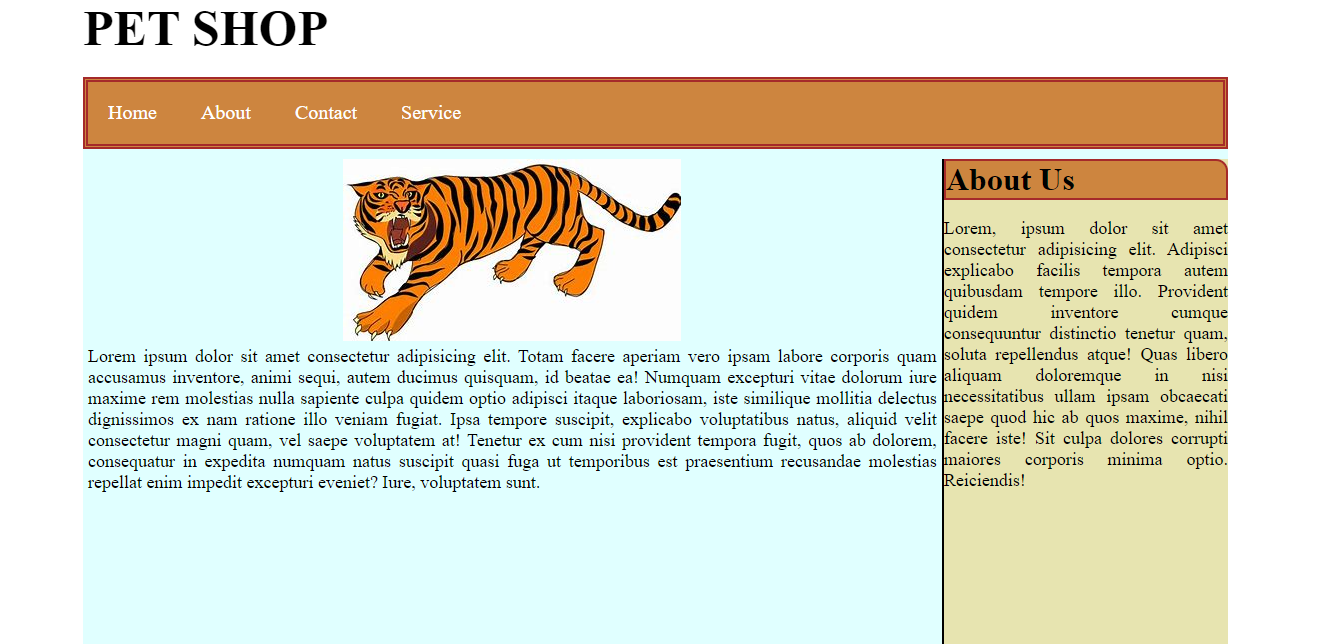 PET SHOP
Home About Contact Service
Lorem ipsum dolor sit amet consectetur adipisicing elit. Totam facere aperiam vero ipsam labore corporis quam
accusamus inventore, animi sequi, autem ducimus quisquam, id beatae ea! Numquam excepturi vitae dolorum iure
maxime rem molestias nulla sapiente culpa quidem optio adipisci itaque laboriosam, iste similique mollitia delectus
dignissimos ex nam ratione illo veniam fugiat. Ipsa tempore suscipit, explicabo voluptatibus natus, aliquid velit
consectetur magni quam, vel saepe voluptatem at! Tenetur ex cum nisi provident tempora fugit, quos ab dolorem,
consequatur in expedita numquam natus suscipit quasi fuga ut temporibus est praesentium recusandae molestias
repellat enim impedit excepturi eveniet? Iure, voluptatem sunt.
About Us
Lorem, ipsum dolor sit amet
consectetur adipisicing elit. Adipisci
explicabo facilis tempora autem
quibusdam tempore illo. Provident
quidem inventore cumque
consequuntur distinctio tenetur quam,
soluta repellendus atque! Quas libero
aliquam doloremque in nisi
necessitatibus ullam ipsam obcaecati
saepe quod hic ab quos maxime, nihil
facere iste! Sit culpa dolores corrupti
maiores corporis minima optio.
Reiciendis!